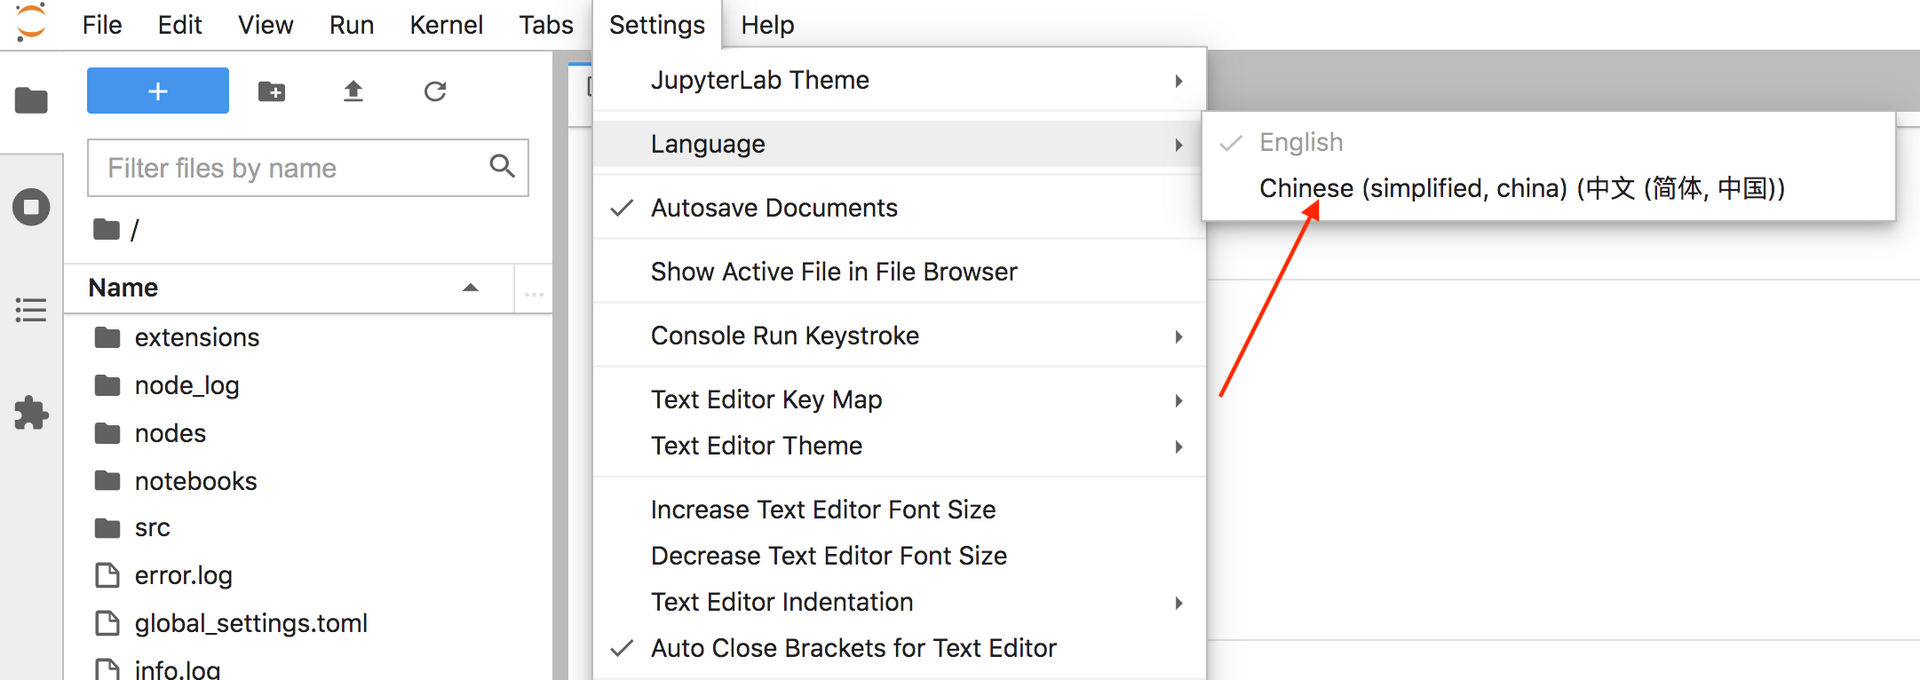 File Edit View Run Kernel Tabs Settings Help
+
Filter files by name
/
Name
...
extensions
node_log
nodes
notebooks
src
error.log
global_settings.toml
info.log
JupyterLab Theme
Language
Autosave Documents
Show Active File in File Browser
Console Run Keystroke
Text Editor Key Map
Text Editor Theme
Increase Text Editor Font Size
Decrease Text Editor Font Size
Text Editor Indentation
Auto Close Brackets for Text Editor
English
Chinese (simplified, china) (中文 (简体, 中国))